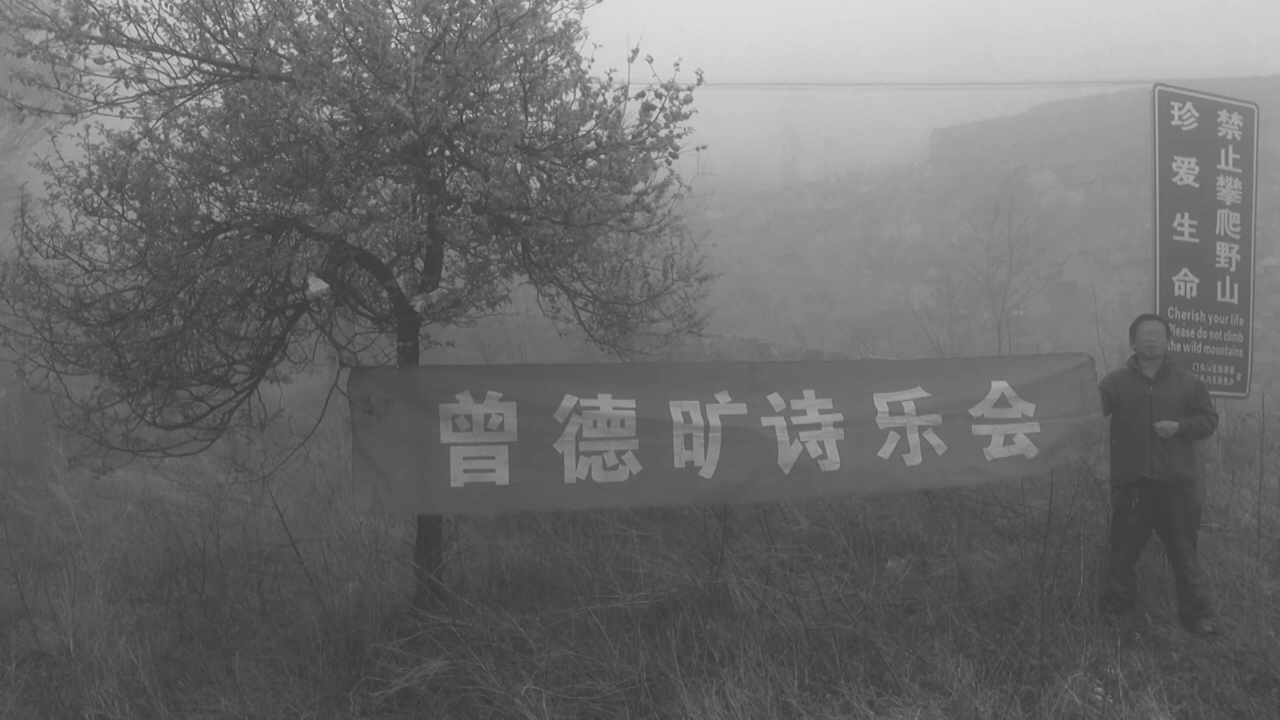 曾德旷诗乐会
禁止攀爬野山
珍爱生命
Cherish your life
Please do not climb
the wild mountains